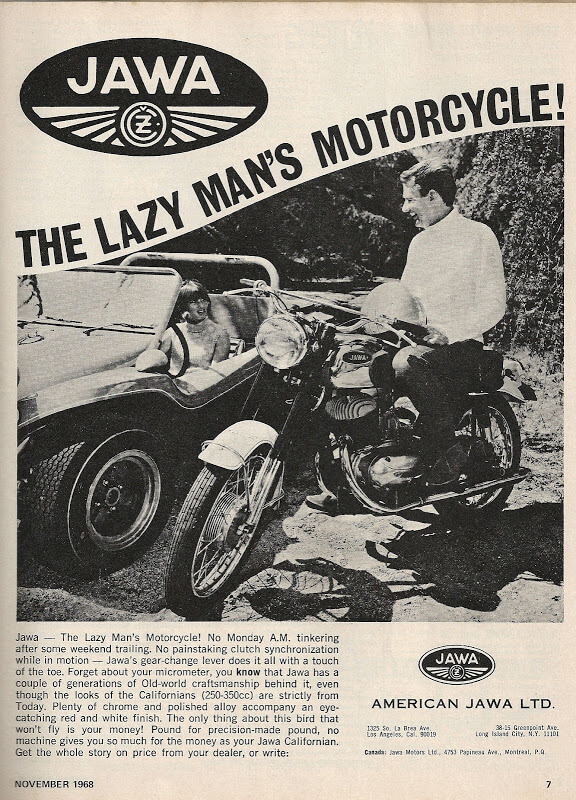 JAWA
ČZ
THE LAZY MAN'S MOTORCYCLE!
JAWA
Jawa — The Lazy Man's Motorcycle! No Monday A.M. tinkering
after some weekend trailing. No painstaking clutch synchronization
while in motion — Jawa's gear-change lever does it all with a touch
of the toe. Forget about your micrometer, you know that Jawa has a
couple of generations of Old-world craftsmanship behind it, even
though the looks of the Californians (250-350cc) are strictly from
Today. Plenty of chrome and polished alloy accompany an eye-
catching red and white finish. The only thing about this bird that
won't fly is your money! Pound for precision-made pound, no
machine gives you so much for the money as your Jawa Californian.
Get the whole story on price from your dealer, or write:
JAWA
AMERICAN JAWA LTD.
1325 So. La Brea Ave.
Los Angeles, Cal. 90019
38-15 Greenpoint Ave.
Long Island City, N.Y. 11101
Canada: Jawa Motors Ltd., 4753 Papineau Ave., Montreal, P.Q.
NOVEMBER 1968
7